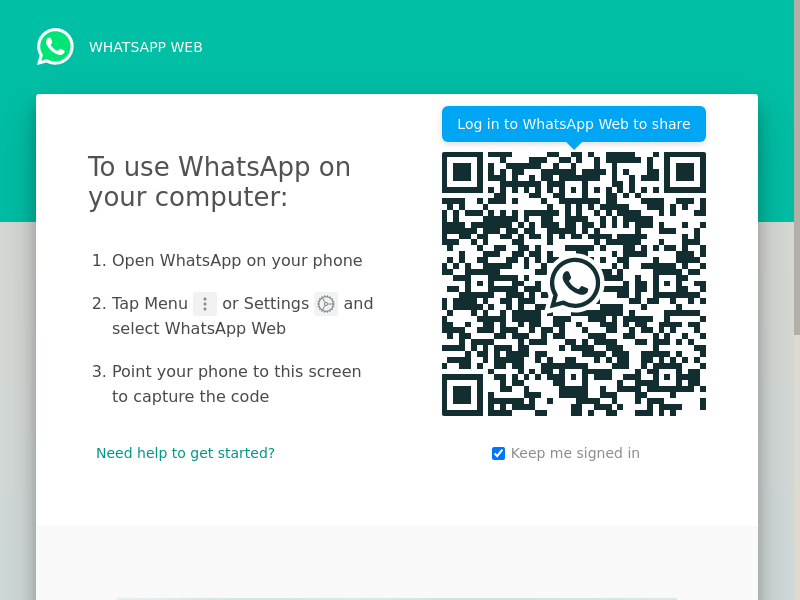 WHATSAPP WEB
Log in to WhatsApp Web to share
To use WhatsApp on
your computer:
1. Open WhatsApp on your phone
2. Tap Menu or Settings and
select WhatsApp Web
3. Point your phone to this screen
to capture the code
Need help to get started?
Keep me signed in